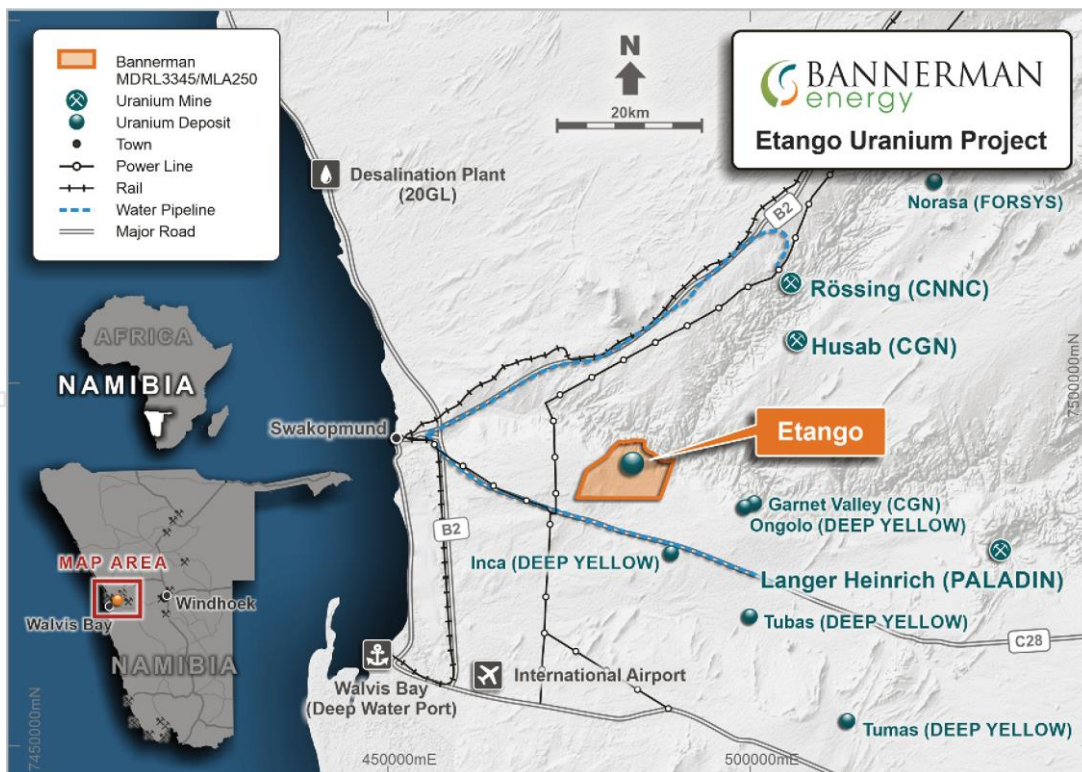 Bannerman
MDRL3345/MLA250
Uranium Mine
Uranium Deposit
Town
Power Line
Rail
Water Pipeline
Major Road
N
20km
BANNERMAN
energy
Etango Uranium Project
Desalination Plant
(20GL)
B2
Norasa (FORSYS)
Rössing (CNNC)
Husab (CGN)
AFRICA
NAMIBIA
Swakopmund
Etango
Garnet Valley (CGN)
Ongolo (DEEP YELLOW)
B2
Inca (DEEP YELLOW)
Langer Heinrich (PALADIN)
MAP AREA
Windhoek
Walvis Bay
NAMIBIA
Tubas (DEEP YELLOW)
C28
International Airport
Walvis Bay
(Deep Water Port)
Tumas (DEEP YELLOW)
7500000mN
7450000mN
450000mE
500000mE